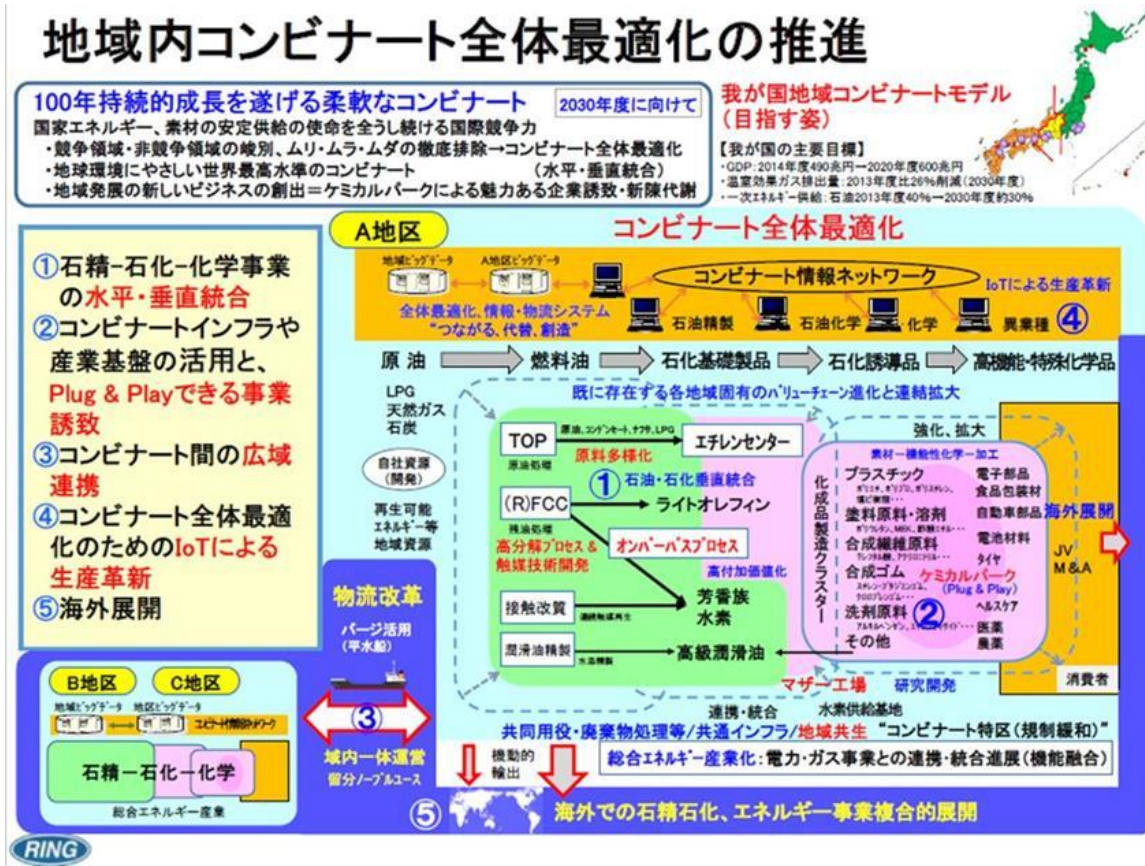 地域内コンビナート全体最適化の推進
100年持続的成長を遂げる柔軟なコンビナート
2030年度に向けて
国家エネルギー、素材の安定供給の使命を全うし続ける国際競争力
・競争領域・非競争領域の峻別、ムリ・ムラ・ムダの徹底排除→コンビナート全体最適化
・地球環境にやさしい世界最高水準のコンビナート
(水平・垂直統合)
・地域発展の新しいビジネスの創出＝ケミカルパークによる魅力ある企業誘致・新陳代謝
我が国地域コンビナートモデル
(目指す姿)
【我が国の主要目標】
・GDP：2014年度490兆円→2020年度600兆円
・温室効果ガス排出量：2013年度比26%削減(2030年度)
・一次エネルギー供給：石油2013年度40%→2030年度約30%
①石精-石化-化学事業
の水平・垂直統合
②コンビナートインフラや
産業基盤の活用と、
Plug & Playできる事業
誘致
③コンビナート間の広域
連携
④コンビナート全体最適
化のためのIoTによる
生産革新
⑤海外展開
A地区
コンビナート全体最適化
地域ビッグデータ
A地区ビッグデータ
コンビナート情報ネットワーク
IoTによる生産革新
④
全体最適化、情報・物流システム
“つながる、代替、創造”
石油精製
石油化学
化学
異業種
原油
燃料油
石化基礎製品
石化誘導品
高機能・特殊化学品
既に存在する各地域固有のバリューチェーン進化と連結拡大
LPG
天然ガス
石炭
自社資源
(開発)
再生可能
エネルギー等
地域資源
TOP
原油処理
原油、コンデンセート、ナフサ、LPG
原料多様化
エチレンセンター
①
石油・石化垂直統合
(R)FCC
残油処理
ライトオレフィン
高分解プロセス &
触媒技術開発
オンパーパスプロセス
高付加価値化
接触改質
連続触媒再生
芳香族
水素
潤滑油精製
水素精製
高級潤滑油
化成品製造クラスター
強化、拡大
素材－機能性化学－加工
プラスチック
塗料原料・溶剤
合成繊維原料
合成ゴム
洗剤原料
その他
電子部品
食品包装材
自動車部品
電池材料
タイヤ
ケミカルパーク
(Plug & Play)
②
ヘルスケア
医薬
農薬
海外展開
JV
M&A
消費者
マザー工場
研究開発
連携・統合
水素供給基地
共同用役・廃棄物処理等/共通インフラ/地域共生
“コンビナート特区(規制緩和)”
総合エネルギー産業化：電力・ガス事業との連携・統合進展(機能融合)
物流改革
バージ活用
(平水船)
③
域内一体運営
留分ノーブルユース
B地区
C地区
地域ビッグデータ
地区ビッグデータ
コンビナート情報ネットワーク
石精－石化－化学
総合エネルギー産業
機動的
輸出
⑤
海外での石精石化、エネルギー事業複合的展開
RING